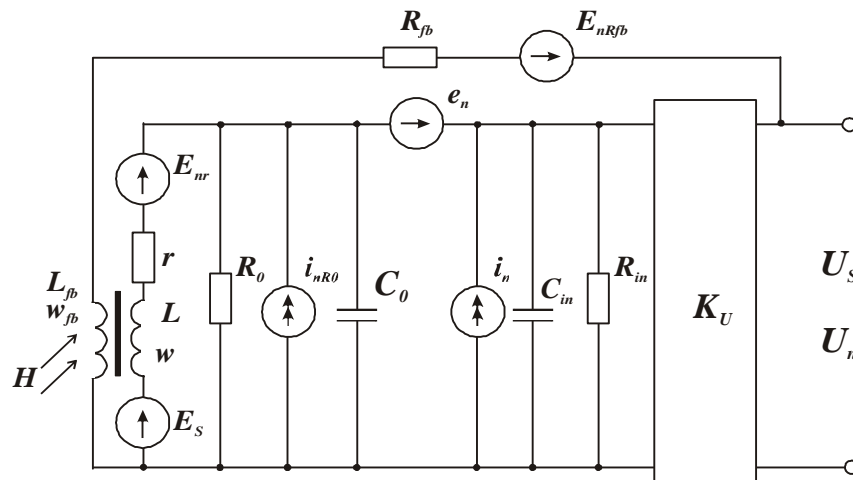 R_fb E_nRfb
e_n
E_nr
r
R_0 i_nR0 C_0 i_n C_in R_in K_U
L_fb
w_fb
L
w
H
E_S
U_S
U_n